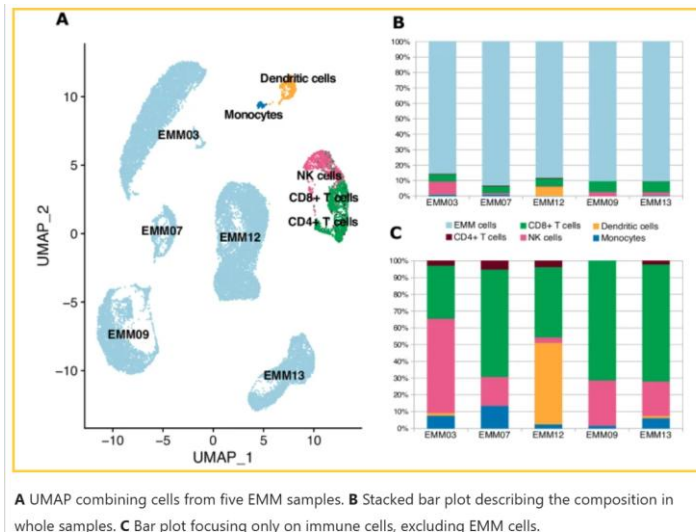 A
Dendritic cells
Monocytes
EMM03
NK cells
CD8+ T cells
CD4+ T cells
EMM07
EMM12
EMM09
EMM13
UMAP_2
10
5
0
−5
−10
−10
−5
0
5
10
UMAP_1
B
100%
90%
80%
70%
60%
50%
40%
30%
20%
10%
0%
EMM03 EMM07 EMM12 EMM09 EMM13
EMM cells CD8+ T cells Dendritic cells
CD4+ T cells NK cells Monocytes
C
100%
90%
80%
70%
60%
50%
40%
30%
20%
10%
0%
EMM03 EMM07 EMM12 EMM09 EMM13
A UMAP combining cells from five EMM samples. B Stacked bar plot describing the composition in
whole samples. C Bar plot focusing only on immune cells, excluding EMM cells.